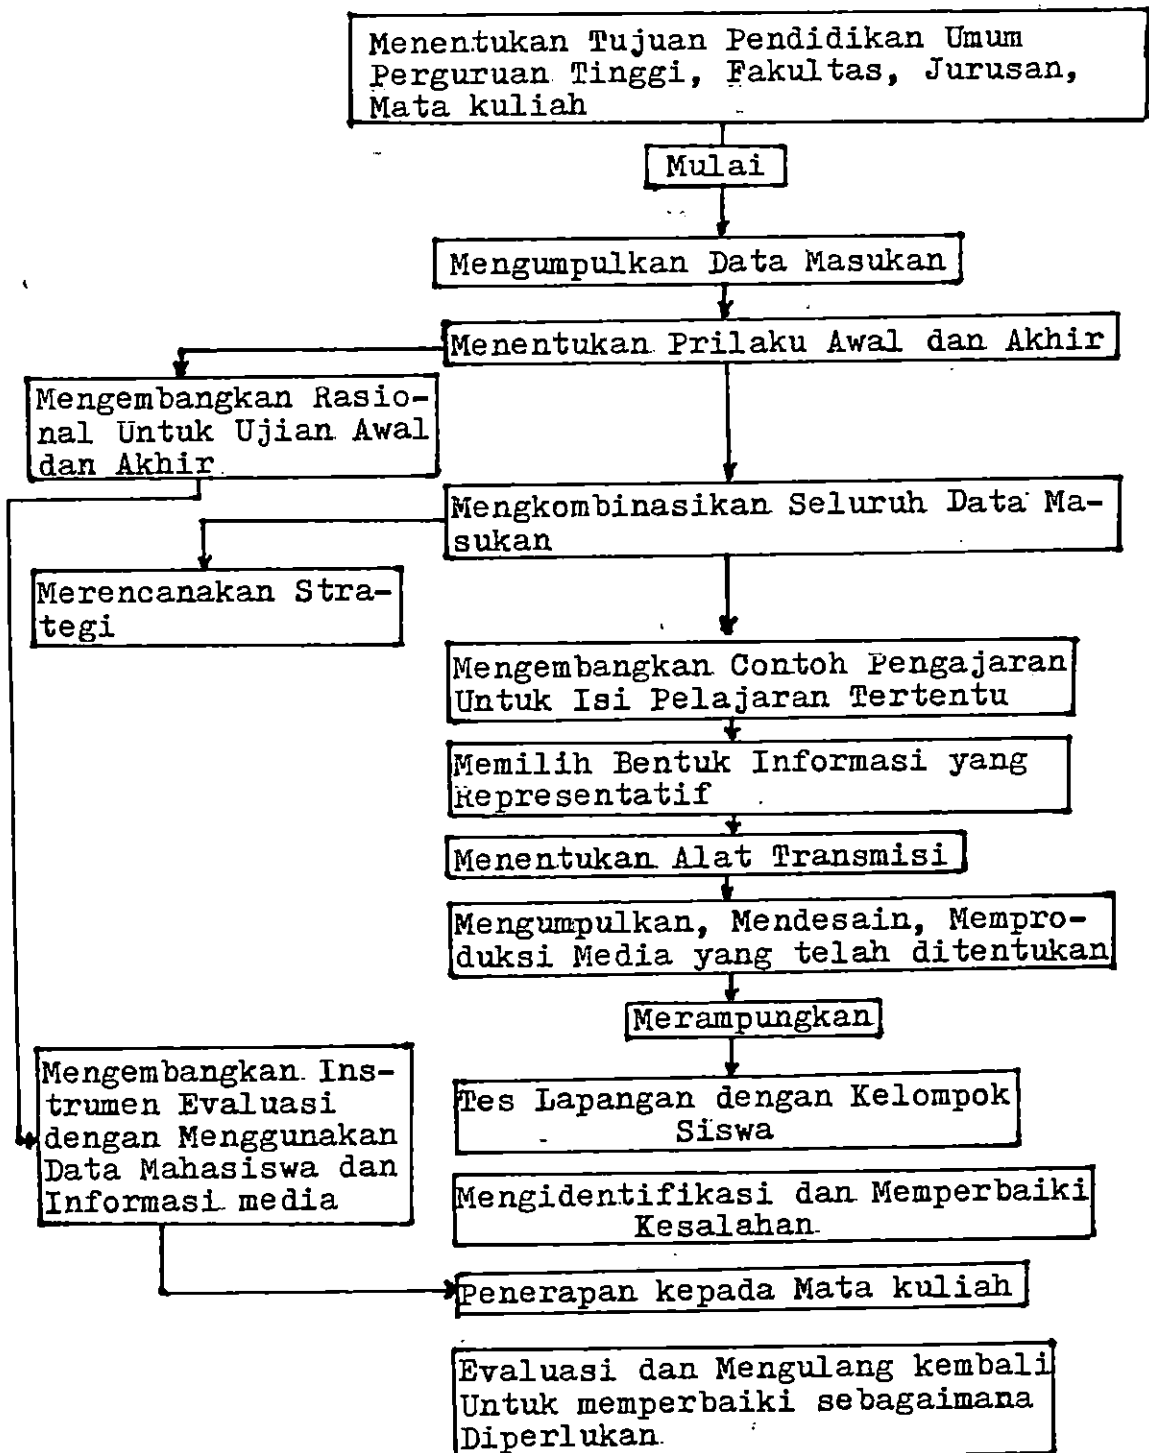 Menentukan Tujuan Pendidikan Umum
Perguruan Tinggi, Fakultas, Jurusan,
Mata kuliah
Mulai
Mengumpulkan Data Masukan
Menentukan Prilaku Awal dan Akhir
Mengembangkan Rasio-
nal Untuk Ujian Awal
dan Akhir
Mengkombinasikan Seluruh Data Ma-
sukan
Merencanakan Stra-
tegi
Mengembangkan Contoh Pengajaran
Untuk Isi Pelajaran Tertentu
Memilih Bentuk Informasi yang
Representatif
Menentukan Alat Transmisi
Mengumpulkan, Mendesain, Mempro-
duksi Media yang telah ditentukan
Merampungkan
Mengembangkan Ins-
trumen Evaluasi
dengan Menggunakan
Data Mahasiswa dan
Informasi media
Tes Lapangan dengan Kelompok
Siswa
Mengidentifikasi dan Memperbaiki
Kesalahan
Penerapan kepada Mata kuliah
Evaluasi dan Mengulang kembali
Untuk memperbaiki sebagaimana
Diperlukan